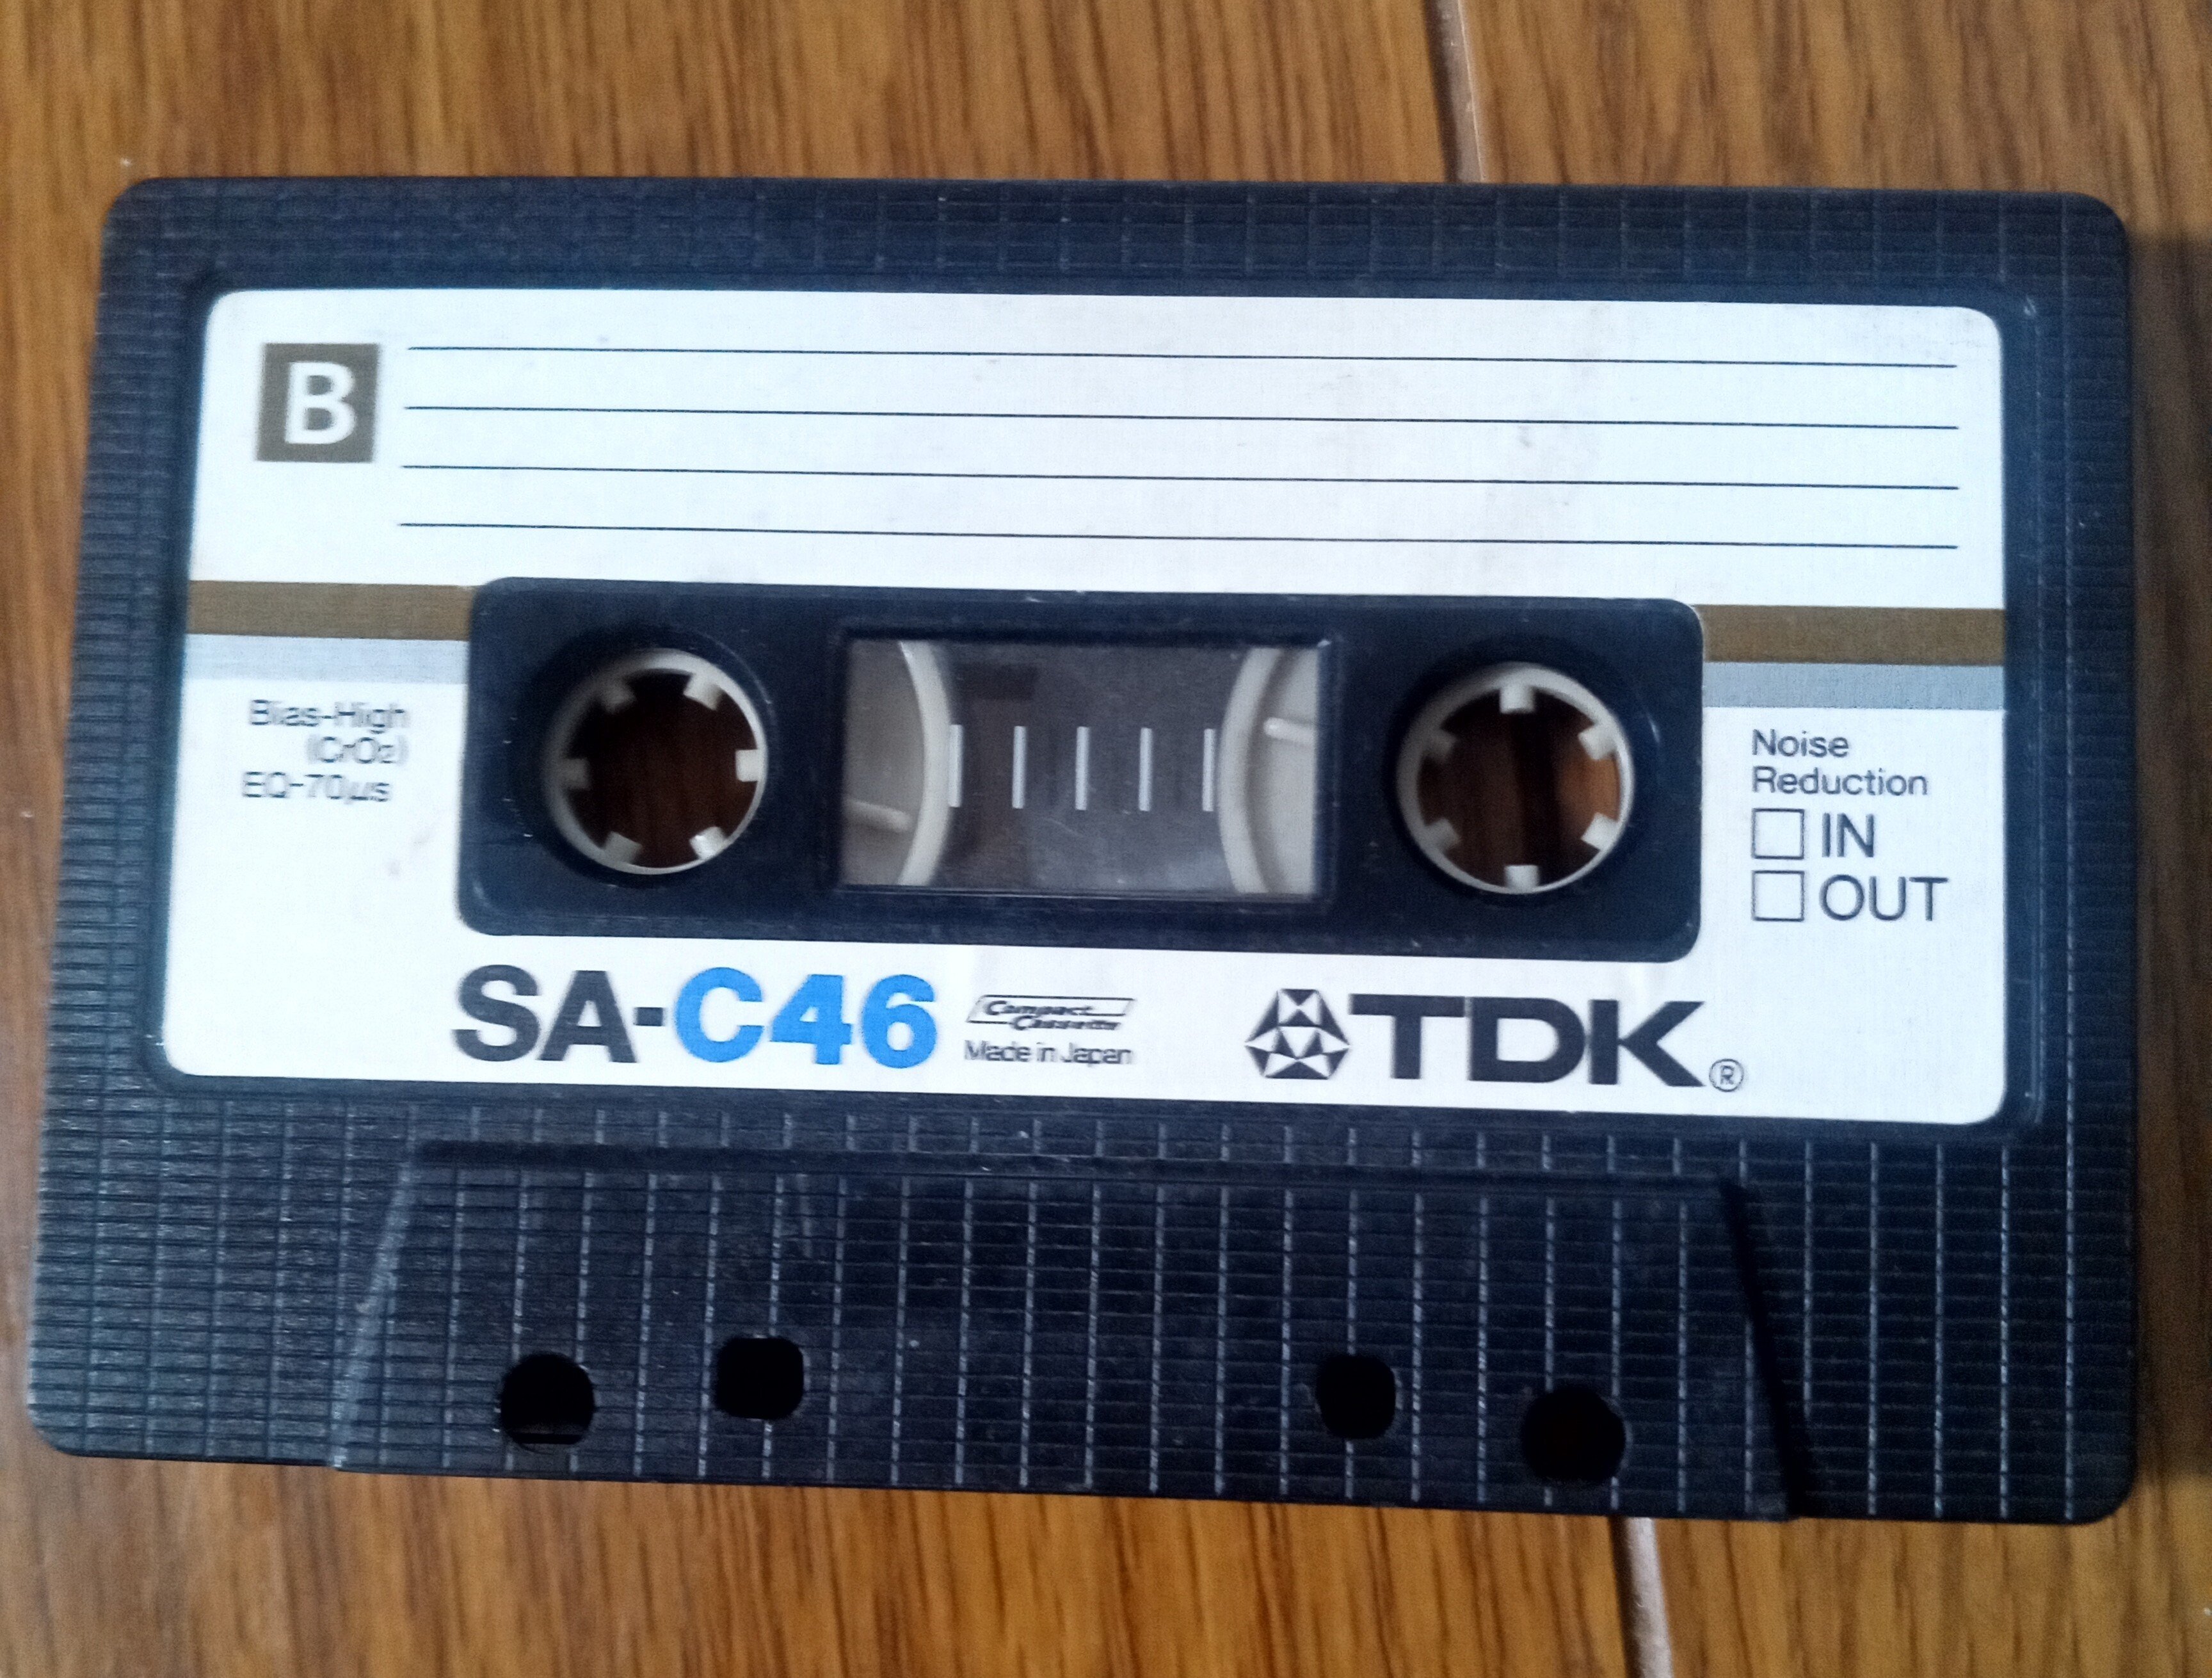 B
Bias-High
(CrO2)
EQ-70µs
Noise
Reduction
IN
OUT
SA-C46
Compact
Cassette
Made in Japan
TDK®